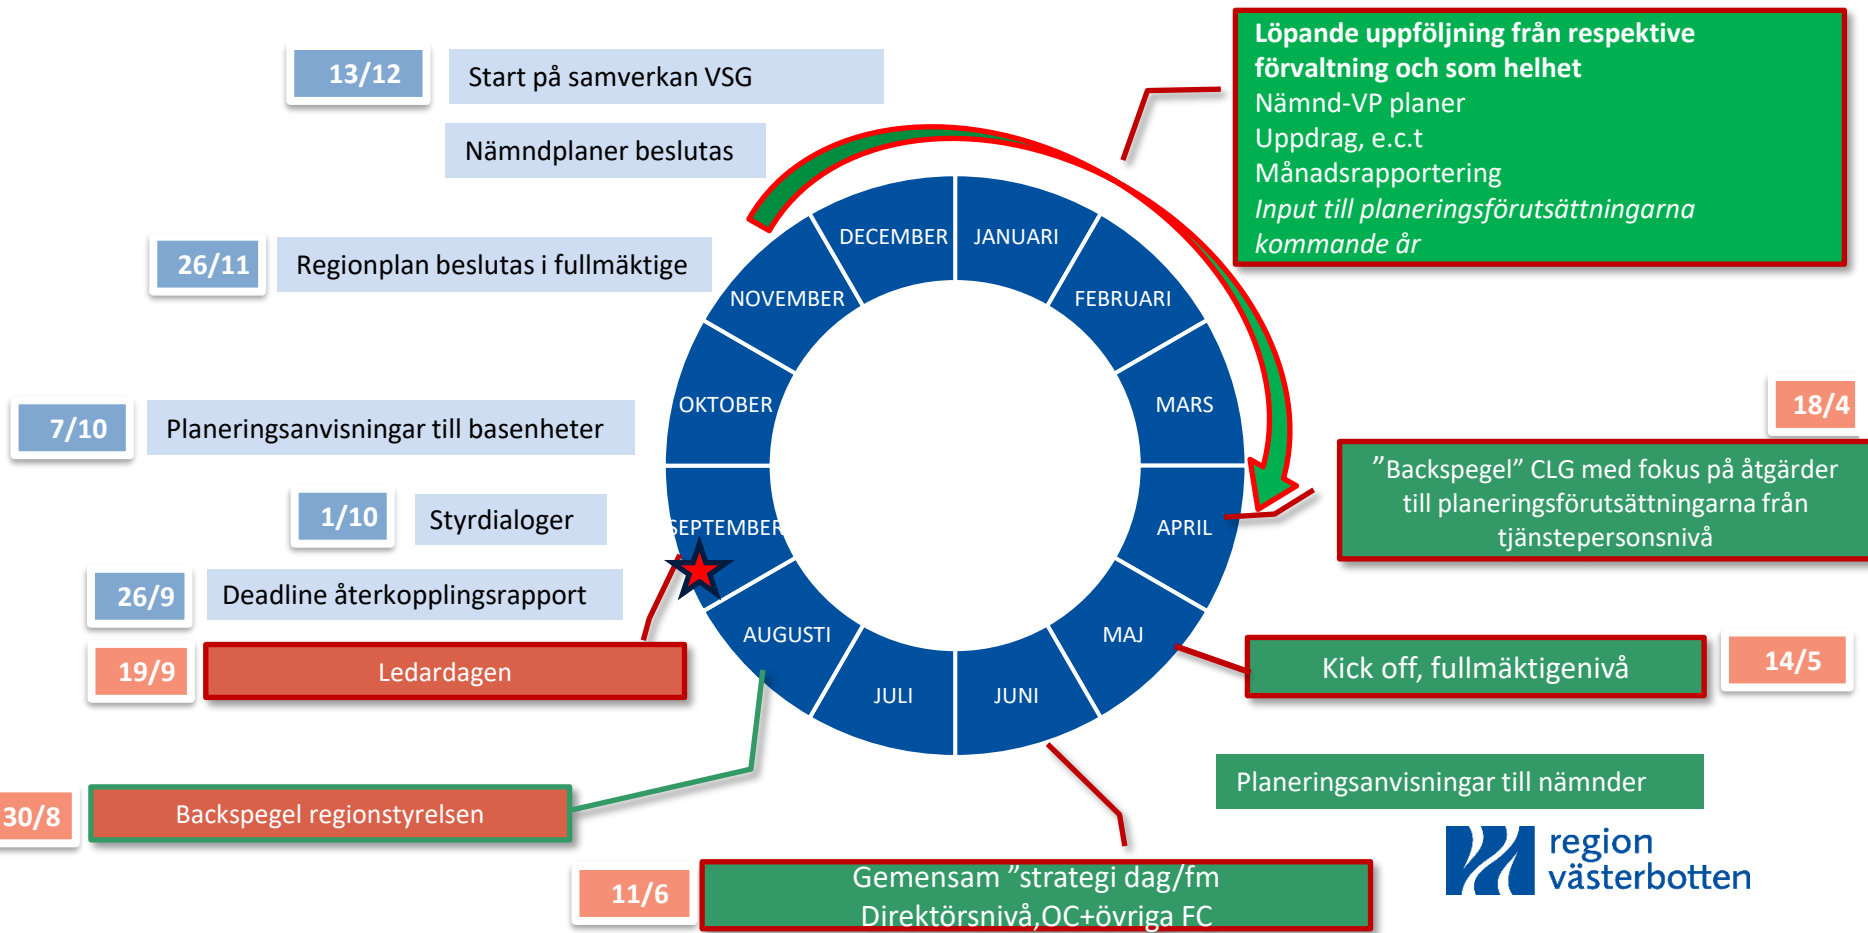 13/12
Start på samverkan VSG
Nämndplaner beslutas
26/11
Regionplan beslutas i fullmäktige
7/10
Planeringsanvisningar till basenheter
1/10
Styrdialoger
26/9
Deadline återkopplingsrapport
19/9
Ledardagen
30/8
Backspegel regionstyrelsen
DECEMBER
JANUARI
NOVEMBER
FEBRUARI
OKTOBER
MARS
SEPTEMBER
APRIL
AUGUSTI
MAJ
JULI
JUNI
Löpande uppföljning från respektive
förvaltning och som helhet
Nämnd-VP planer
Uppdrag, e.c.t
Månadsrapportering
Input till planeringsförutsättningarna
kommande år
18/4
”Backspegel” CLG med fokus på åtgärder
till planeringsförutsättningarna från
tjänstepersonsnivå
Kick off, fullmäktigenivå
14/5
Planeringsanvisningar till nämnder
11/6
Gemensam ”strategi dag/fm
Direktörsnivå,OC+övriga FC
region
västerbotten